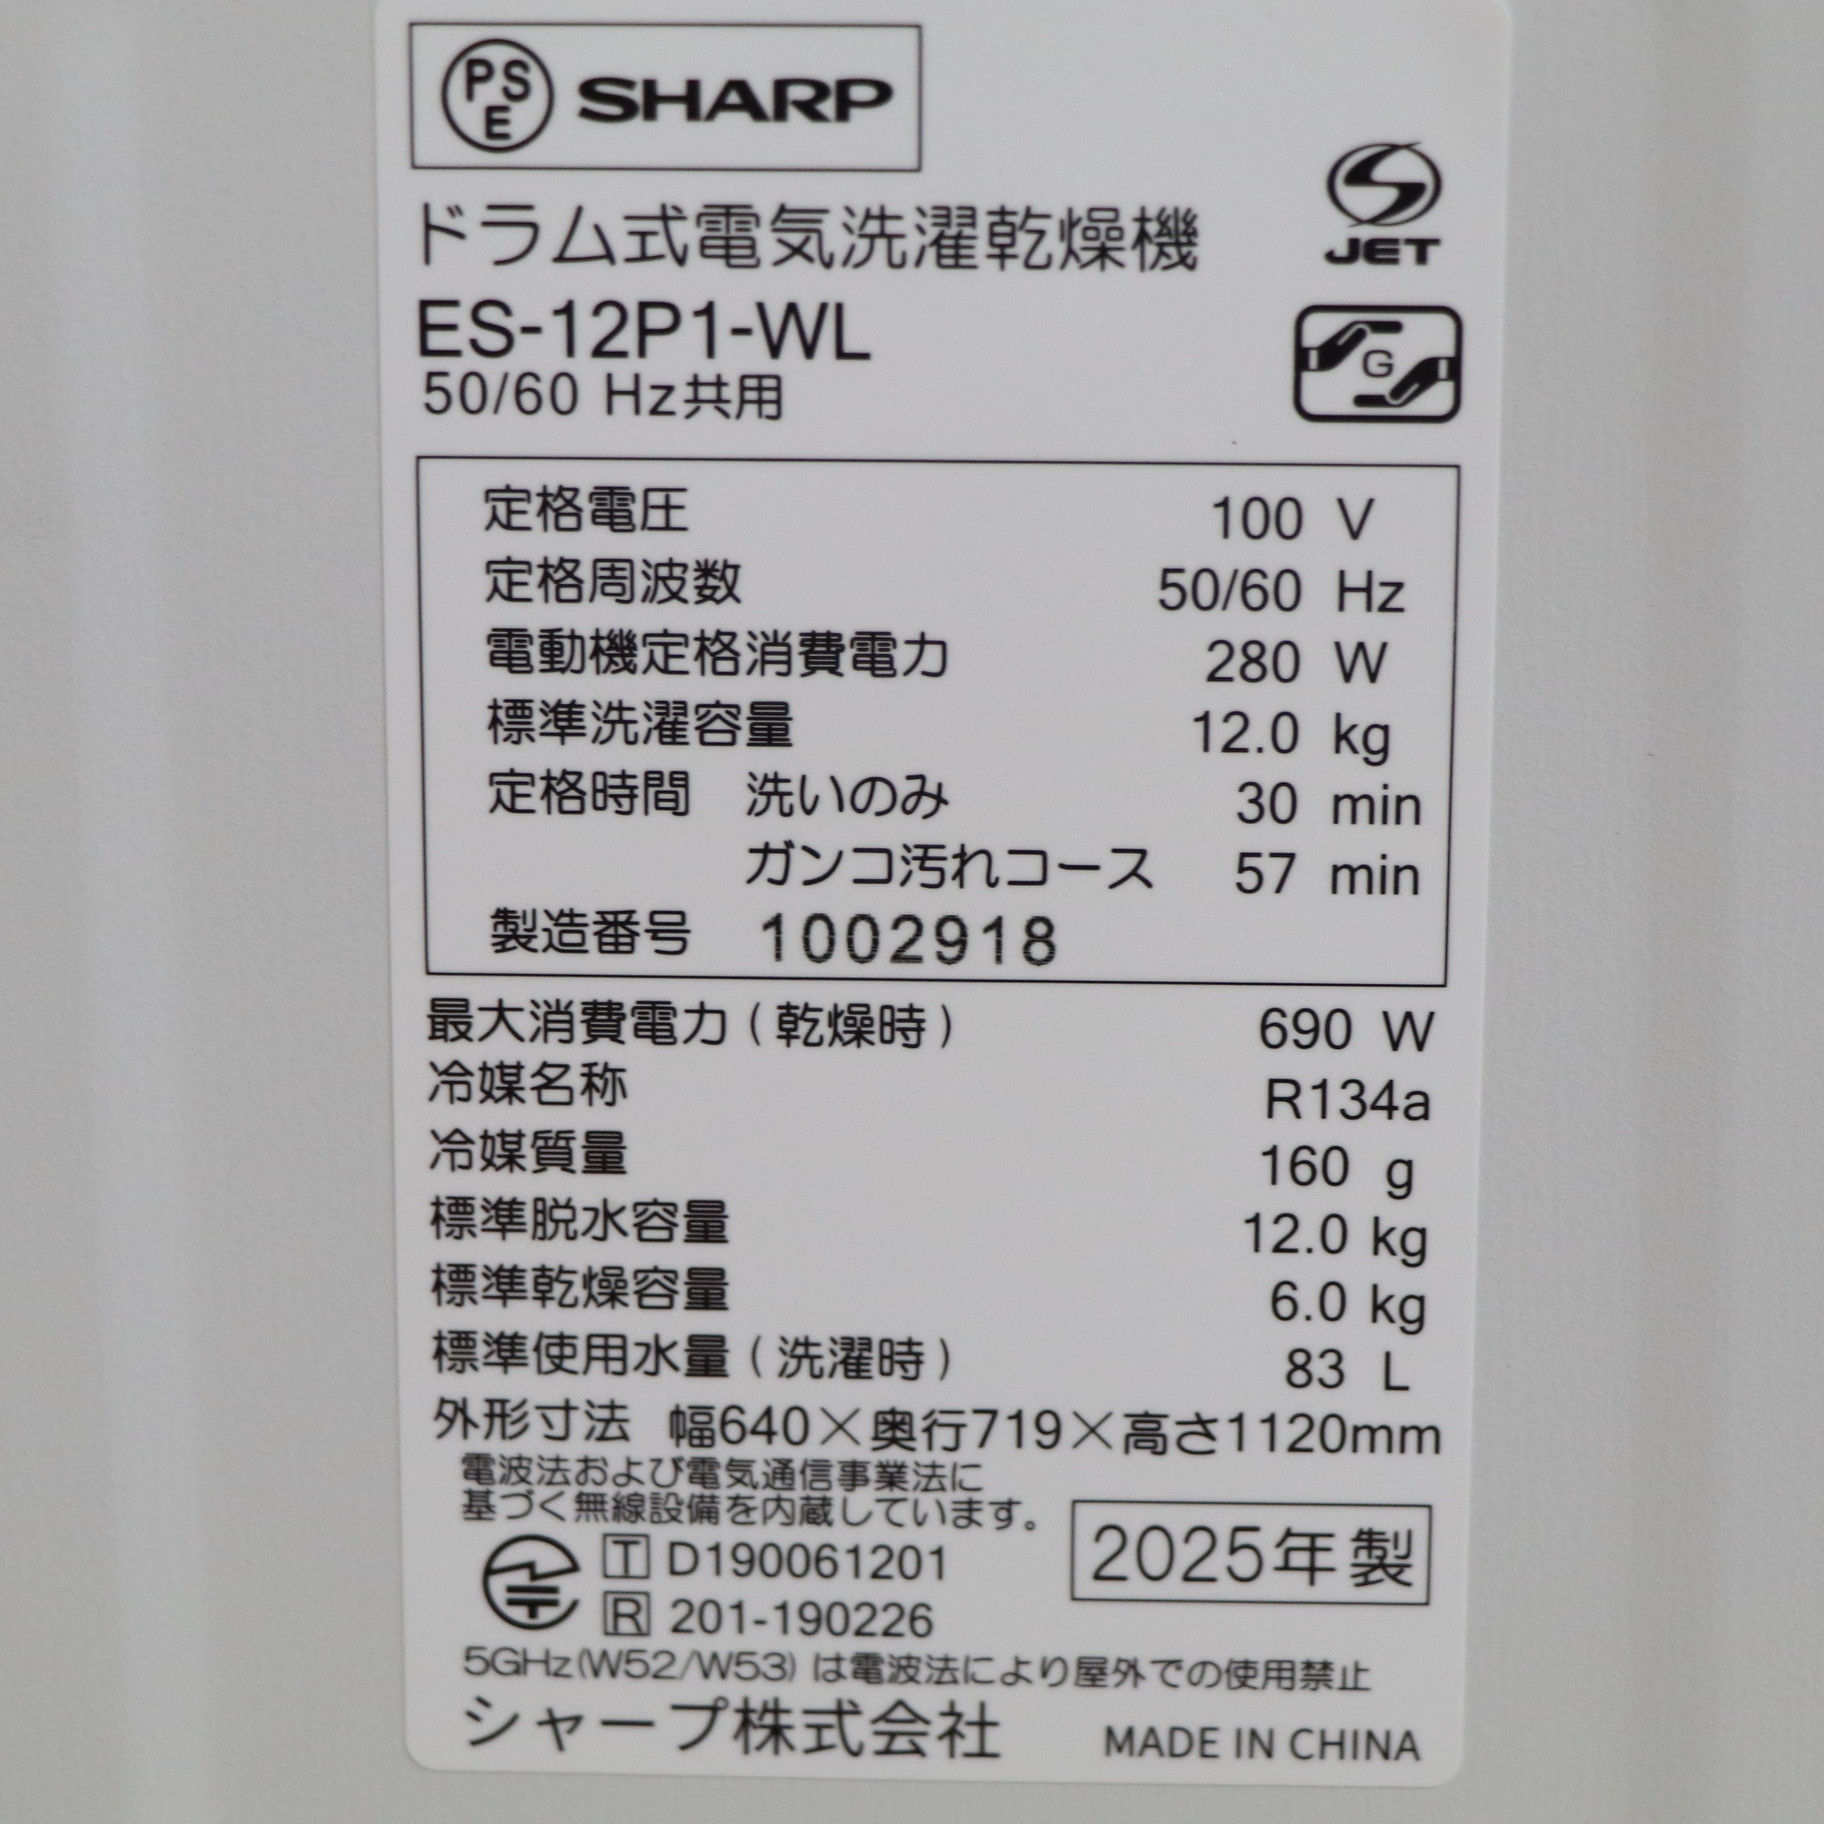 PS E SHARP
JET
ドラム式電気洗濯乾燥機
ES-12P1-WL
50/60 Hz共用
G
定格電圧 100 V
定格周波数 50/60 Hz
電動機定格消費電力 280 W
標準洗濯容量 12.0 kg
定格時間 洗いのみ 30 min
ガンコ汚れコース 57 min
製造番号 1002918
最大消費電力(乾燥時) 690 W
冷媒名称 R134a
冷媒質量 160 g
標準脱水容量 12.0 kg
標準乾燥容量 6.0 kg
標準使用水量(洗濯時) 83 L
外形寸法 幅640×奥行719×高さ1120mm
電波法および電気通信事業法に
基づく無線設備を内蔵しています。
T D190061201
R 201-190226
2025年製
5GHz(W52/W53)は電波法により屋外での使用禁止
シャープ株式会社 MADE IN CHINA